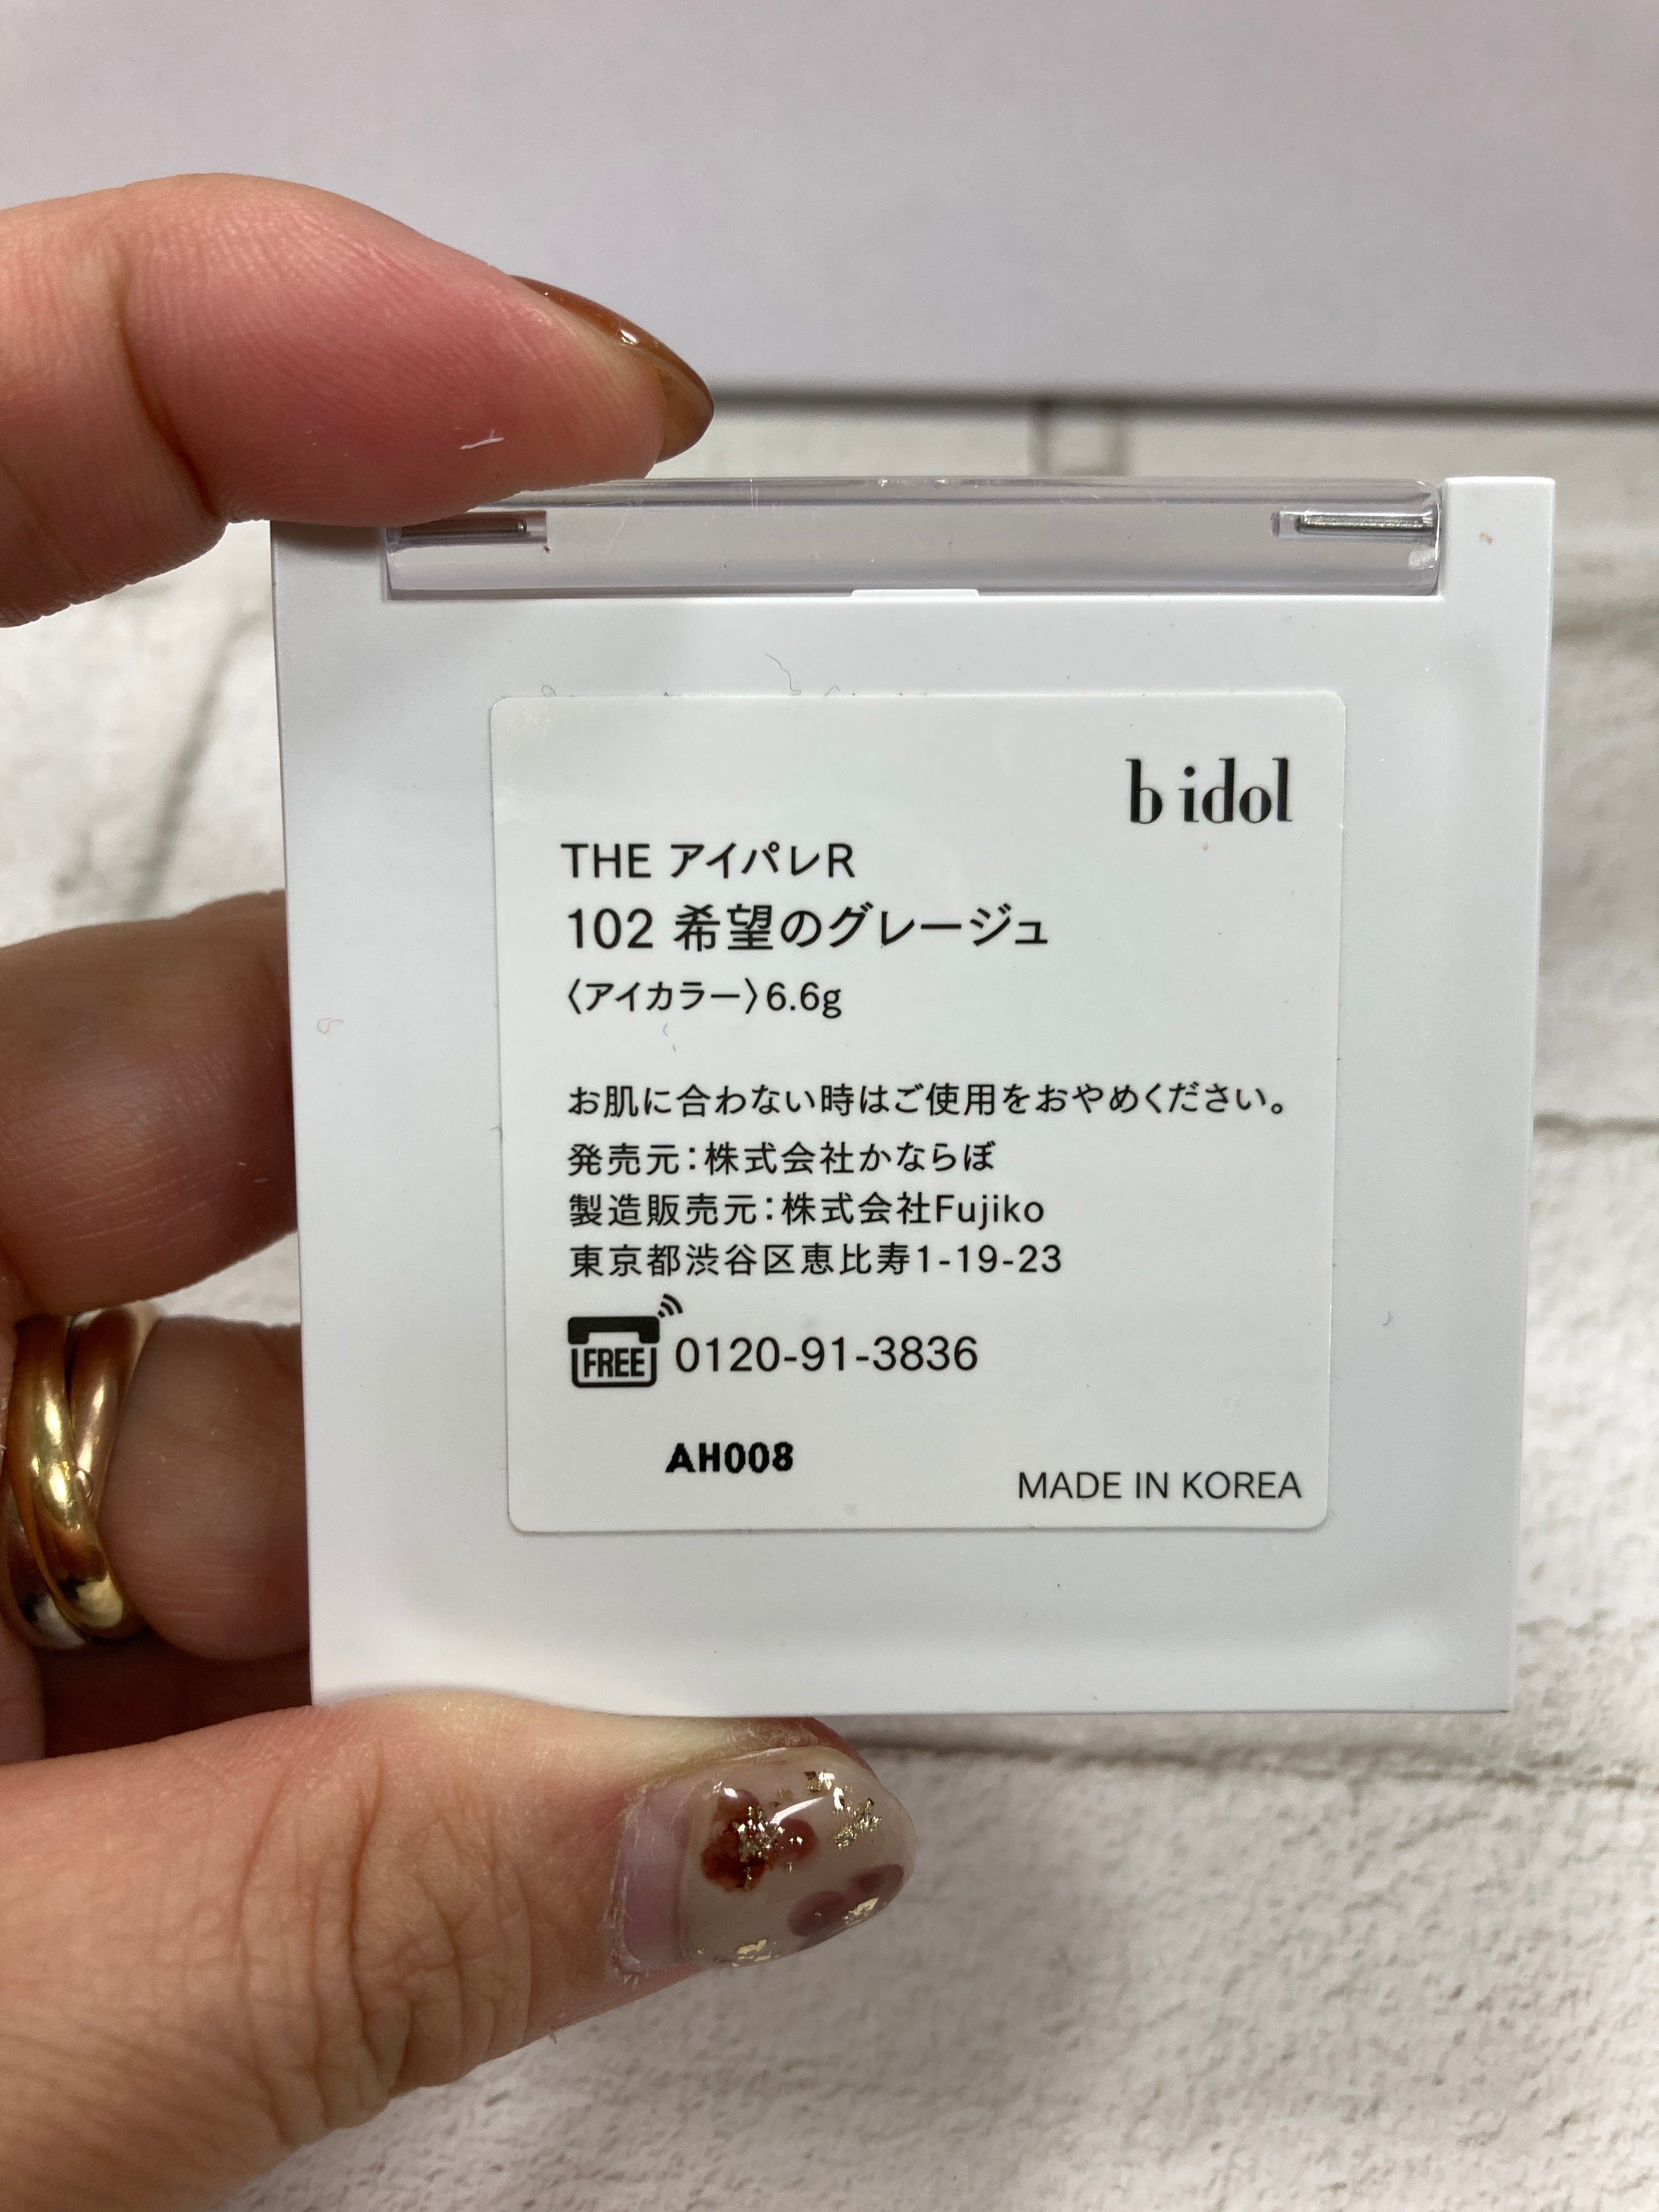 b idol
THE アイパレR
102 希望のグレージュ
〈アイカラー〉6.6g
お肌に合わない時はご使用をおやめください。
発売元：株式会社かならぼ
製造販売元：株式会社Fujiko
東京都渋谷区恵比寿1-19-23
FREE 0120-91-3836
AH008
MADE IN KOREA